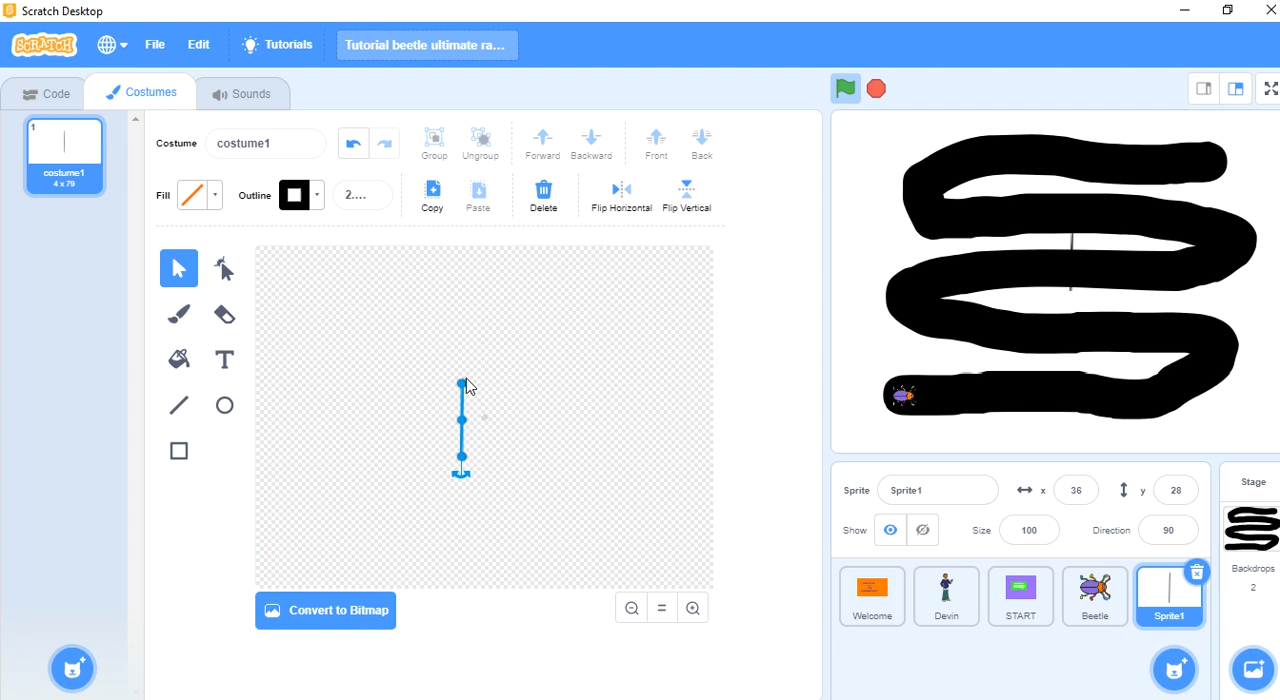 Scratch Desktop
SCRATCH File Edit Tutorials Tutorial beetle ultimate ra...
Code Costumes Sounds
1
costume1
4 x 79
Costume costume1
Group Ungroup Forward Backward Front Back
Fill Outline 2....
Copy Paste Delete Flip Horizontal Flip Vertical
T
Convert to Bitmap
=
Sprite Sprite1 x 36 y 28
Show Size 100 Direction 90
Welcome Devin START Beetle Sprite1
Stage
Backdrops
2